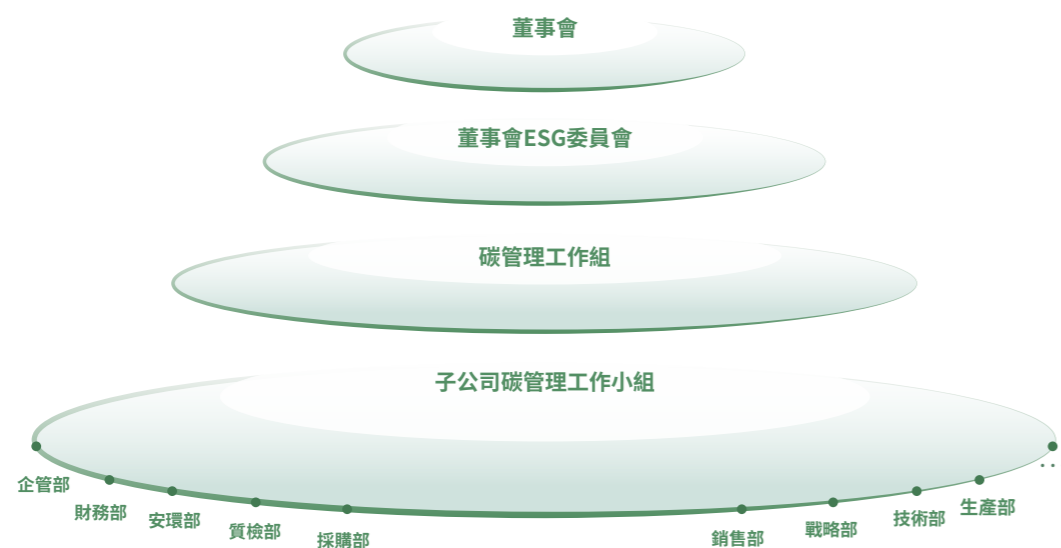 董事會
董事會ESG委員會
碳管理工作組
子公司碳管理工作小組
企管部
財務部
安環部
質檢部
採購部
銷售部
戰略部
技術部
生產部
..